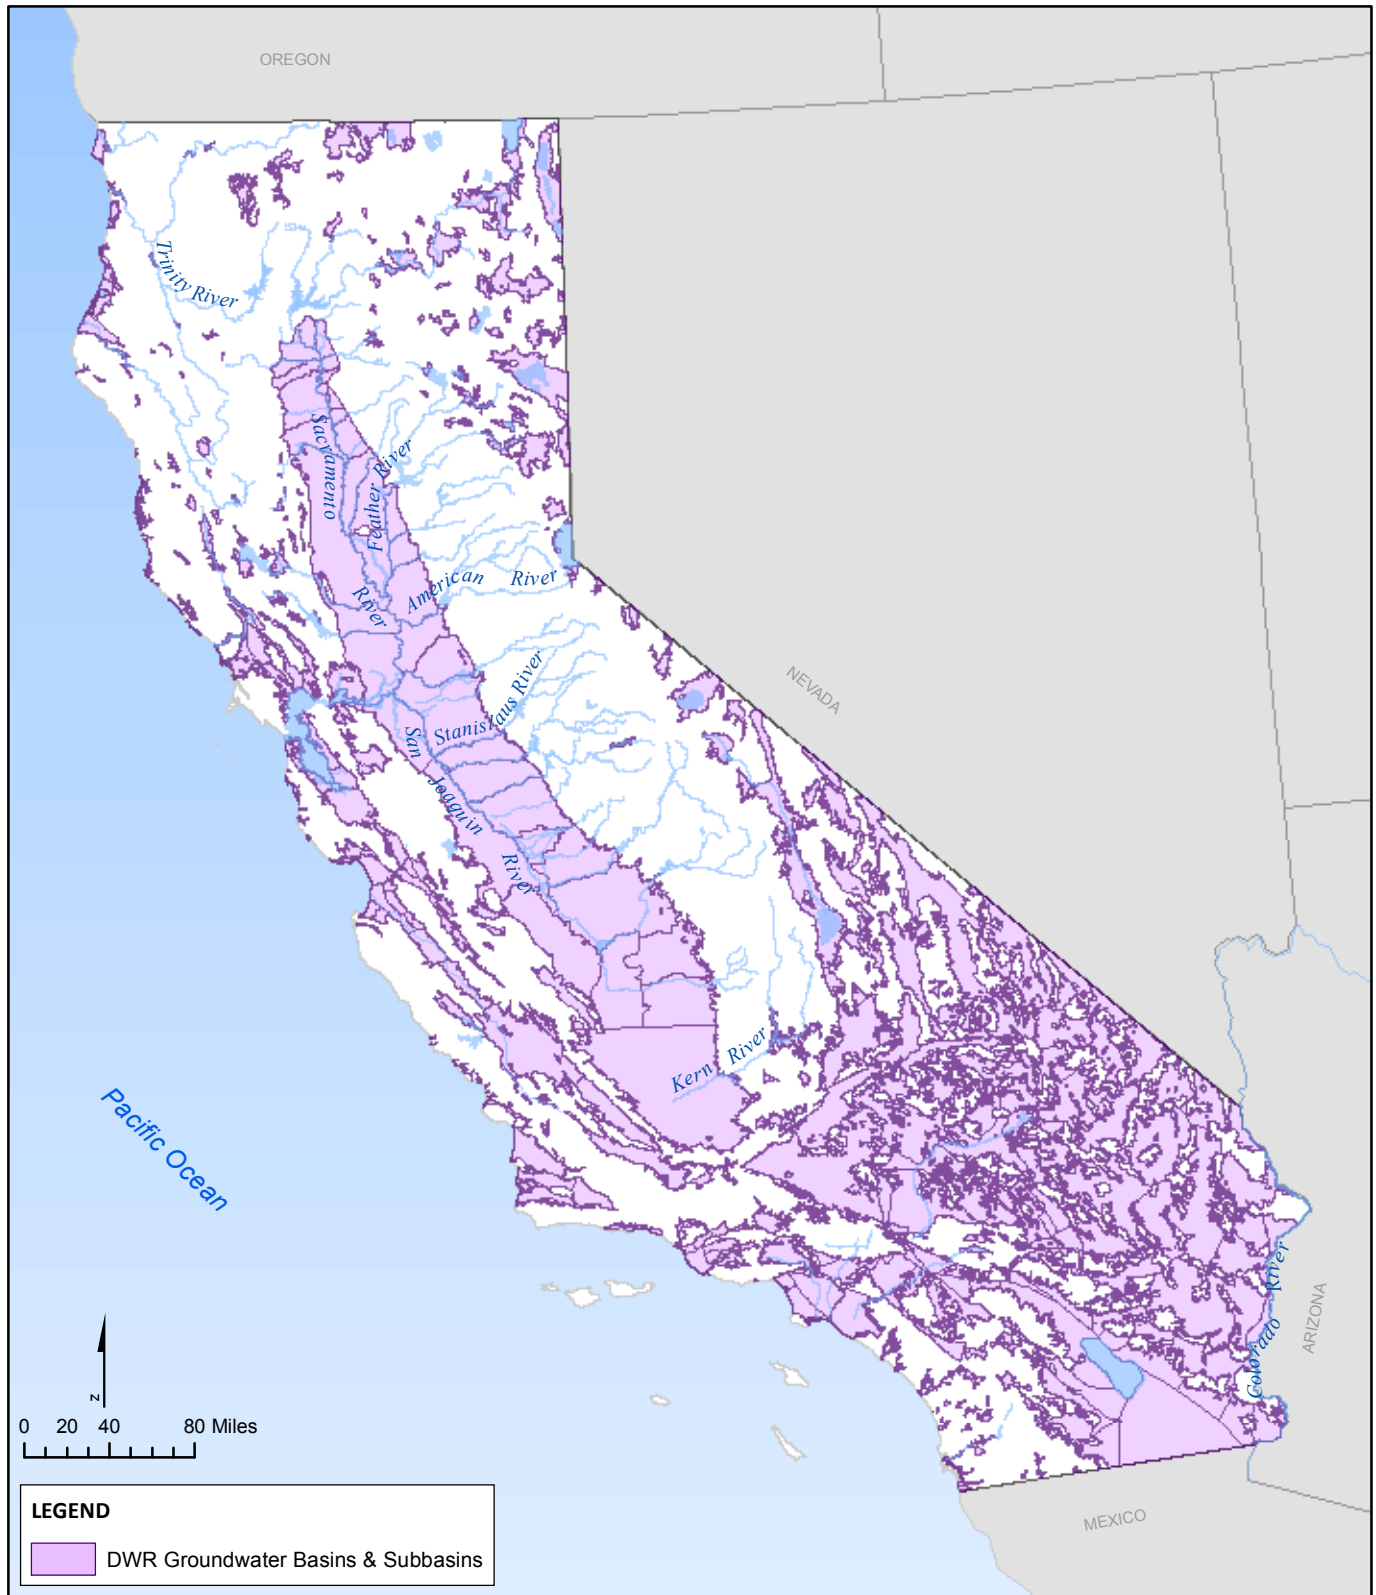 OREGON
Trinity River
Sacramento
River
Feather River
American River
NEVADA
Stanislaus River
San
Joaquin
River
Kern River
Pacific Ocean
Colorado River
ARIZONA
MEXICO
z
0 20 40 80 Miles
LEGEND
DWR Groundwater Basins & Subbasins